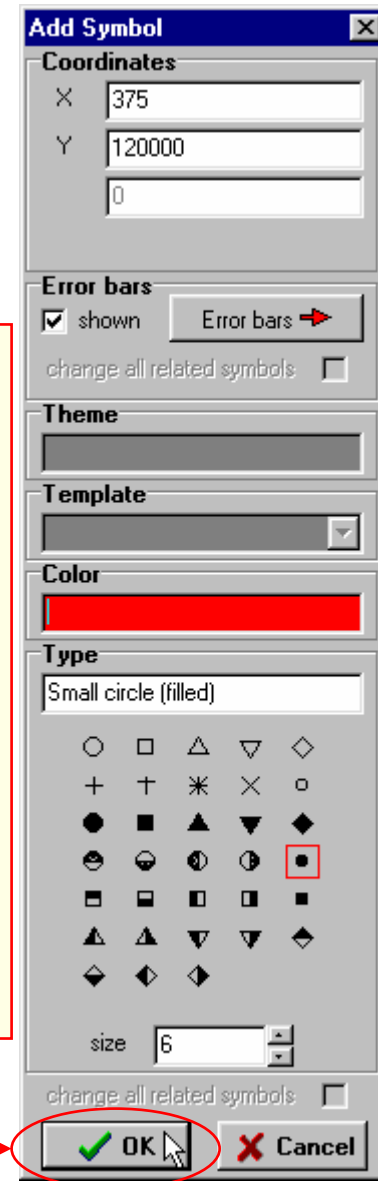 Add Symbol
Coordinates
X 375
Y 120000
0
Error bars
shown Error bars
change all related symbols
Theme
Template
Color
Type
Small circle (filled)
size 6
change all related symbols
OK Cancel